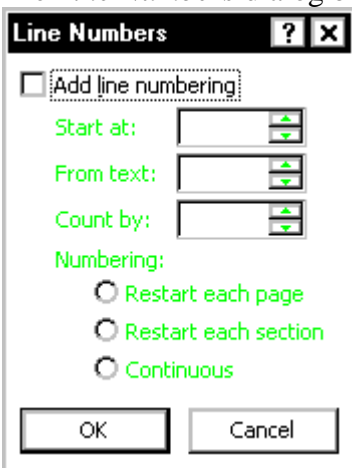 Line Numbers ? X
Add line numbering
Start at:
From text:
Count by:
Numbering:
Restart each page
Restart each section
Continuous
OK Cancel